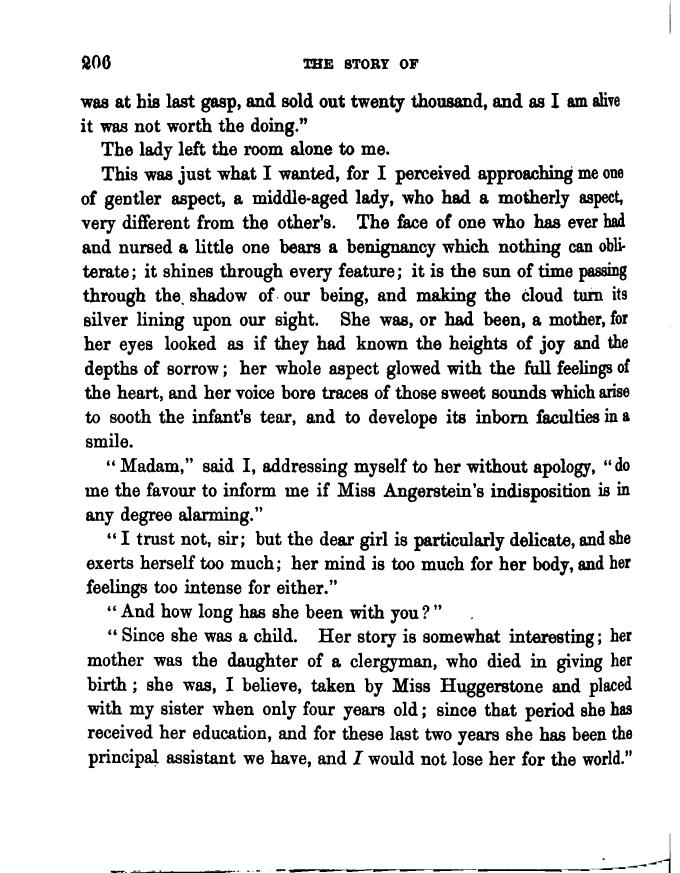 206 THE STORY OF
was at his last gasp, and sold out twenty thousand, and as I am alive
it was not worth the doing.”
The lady left the room alone to me.
This was just what I wanted, for I perceived approaching me one
of gentler aspect, a middle-aged lady, who had a motherly aspect,
very different from the other's. The face of one who has ever had
and nursed a little one bears a benignancy which nothing can obli-
terate; it shines through every feature; it is the sun of time passing
through the shadow of our being, and making the cloud turn its
silver lining upon our sight. She was, or had been, a mother, for
her eyes looked as if they had known the heights of joy and the
depths of sorrow; her whole aspect glowed with the full feelings of
the heart, and her voice bore traces of those sweet sounds which arise
to sooth the infant's tear, and to develope its inborn faculties in a
smile.
“Madam,” said I, addressing myself to her without apology, “do
me the favour to inform me if Miss Angerstein's indisposition is in
any degree alarming.”
“I trust not, sir; but the dear girl is particularly delicate, and she
exerts herself too much; her mind is too much for her body, and her
feelings too intense for either.”
“And how long has she been with you?”
“Since she was a child. Her story is somewhat interesting; her
mother was the daughter of a clergyman, who died in giving her
birth; she was, I believe, taken by Miss Huggerstone and placed
with my sister when only four years old; since that period she has
received her education, and for these last two years she has been the
principal assistant we have, and I would not lose her for the world.”